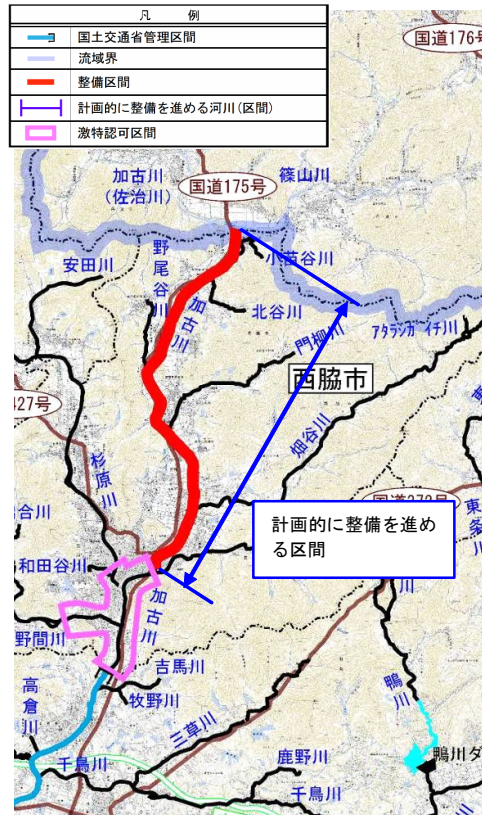 凡 例
国土交通省管理区間
流域界
整備区間
計画的に整備を進める河川(区間)
激特認可区間
国道176号
加古川
(佐治川)
国道175号
篠山川
小苗谷川
安田川
野尾谷川
加古川
北谷川
門柳川
アタランガイチ川
西脇市
427号
畑谷川
杉原川
計画的に整備を進め
る区間
合川
和田谷川
加古川
野間川
吉馬川
牧野川
高倉川
三草川
鴨川
千鳥川
鹿野川
千鳥川
鴨川ダ